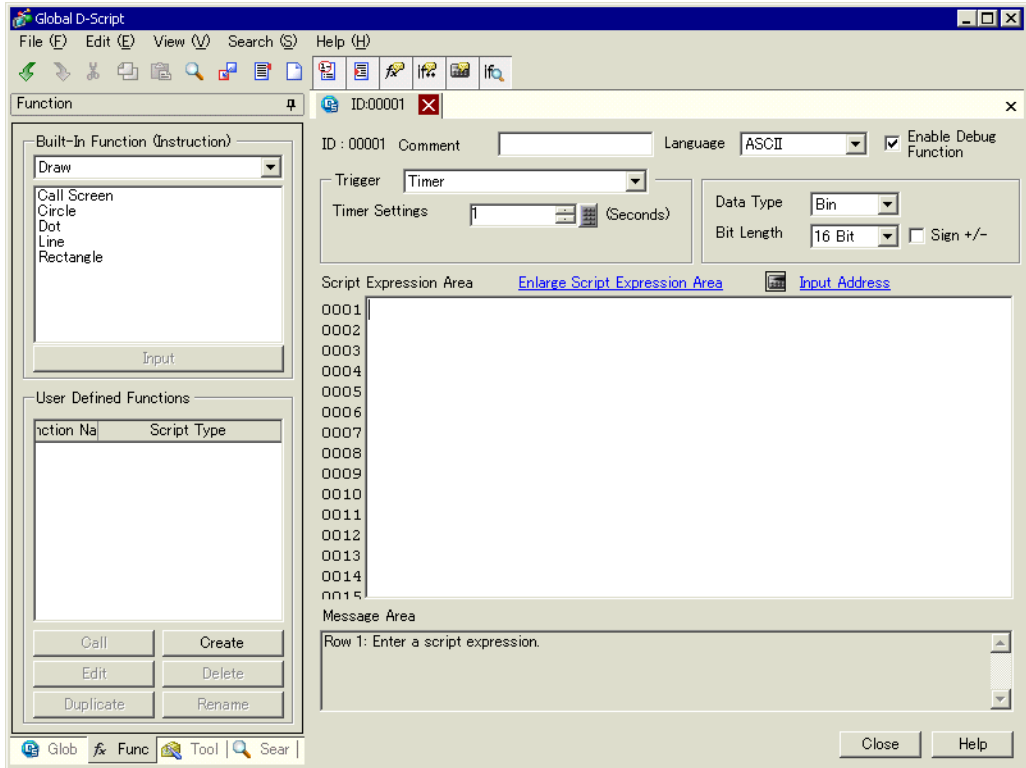 Global D-Script
File (F) Edit (E) View (V) Search (S) Help (H)
Function
ID:00001
Built-In Function (Instruction)
Draw
Call Screen
Circle
Dot
Line
Rectangle
Input
User Defined Functions
nction Na Script Type
Call Create
Edit Delete
Duplicate Rename
Glob Func Tool Sear
ID : 00001 Comment Language ASCII Enable Debug Function
Trigger Timer
Timer Settings 1 (Seconds)
Data Type Bin
Bit Length 16 Bit Sign +/-
Script Expression Area Enlarge Script Expression Area Input Address
0001
0002
0003
0004
0005
0006
0007
0008
0009
0010
0011
0012
0013
0014
0015
Message Area
Row 1: Enter a script expression.
Close Help